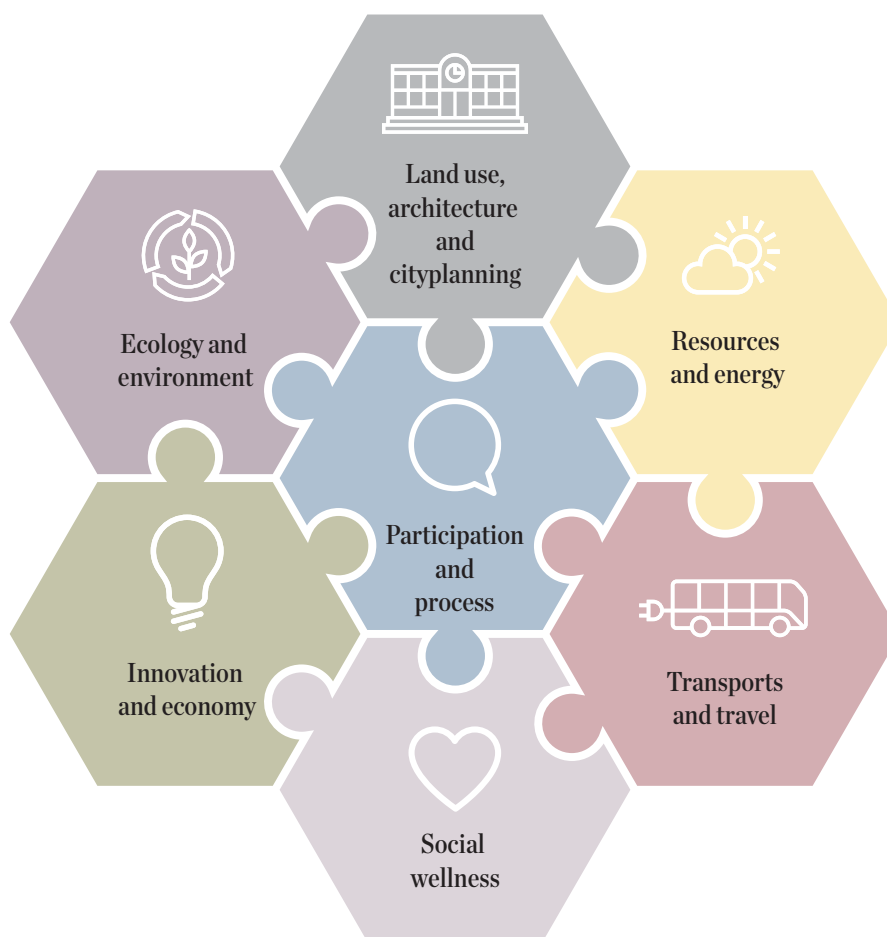 Land use,
architecture
and
cityplanning
Ecology and
environment
Resources
and energy
Participation
and
process
Innovation
and economy
Transports
and travel
Social
wellness